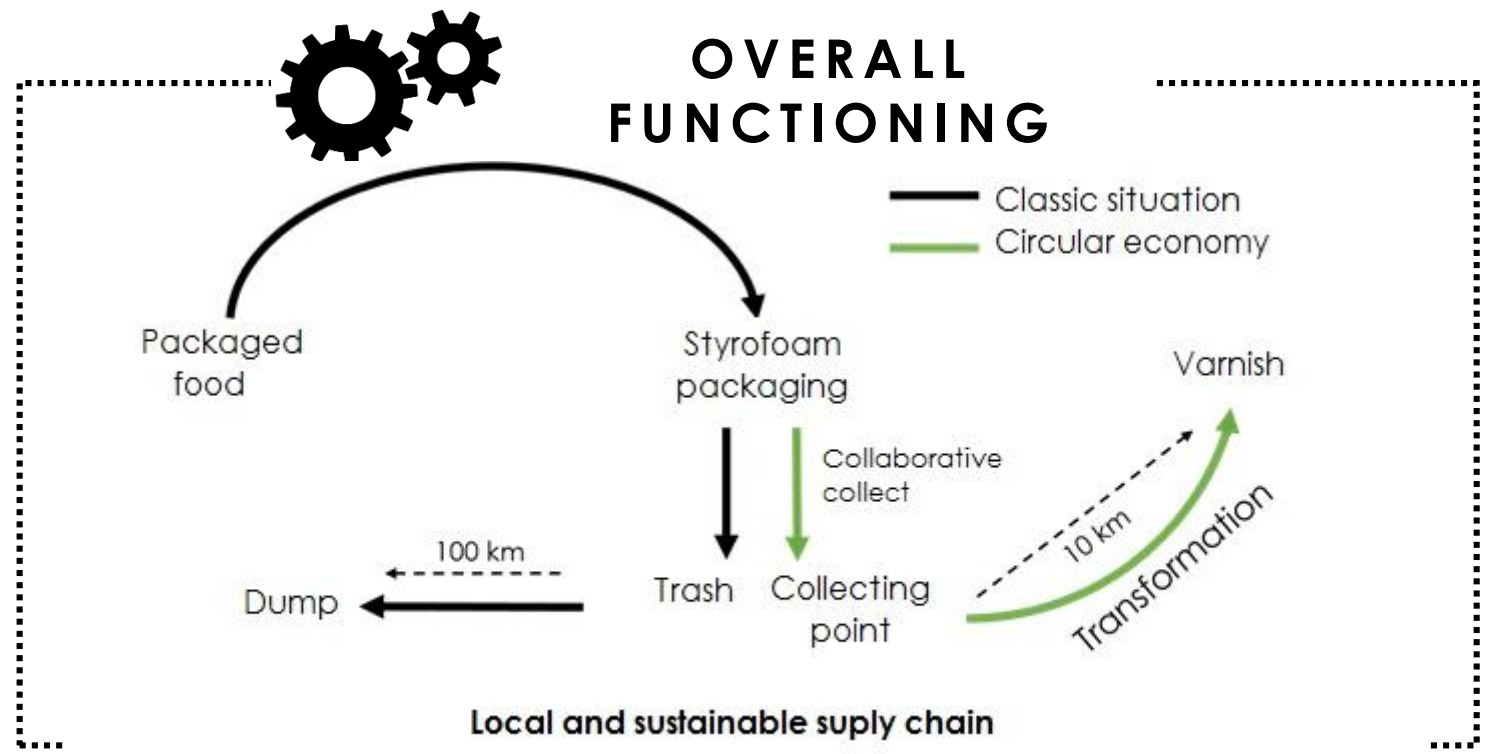 OVERALL
FUNCTIONING
Classic situation
Circular economy
Packaged
food
Styrofoam
packaging
Varnish
Collaborative
collect
10 km
Transformation
100 km
Dump
Trash
Collecting
point
Local and sustainable suply chain